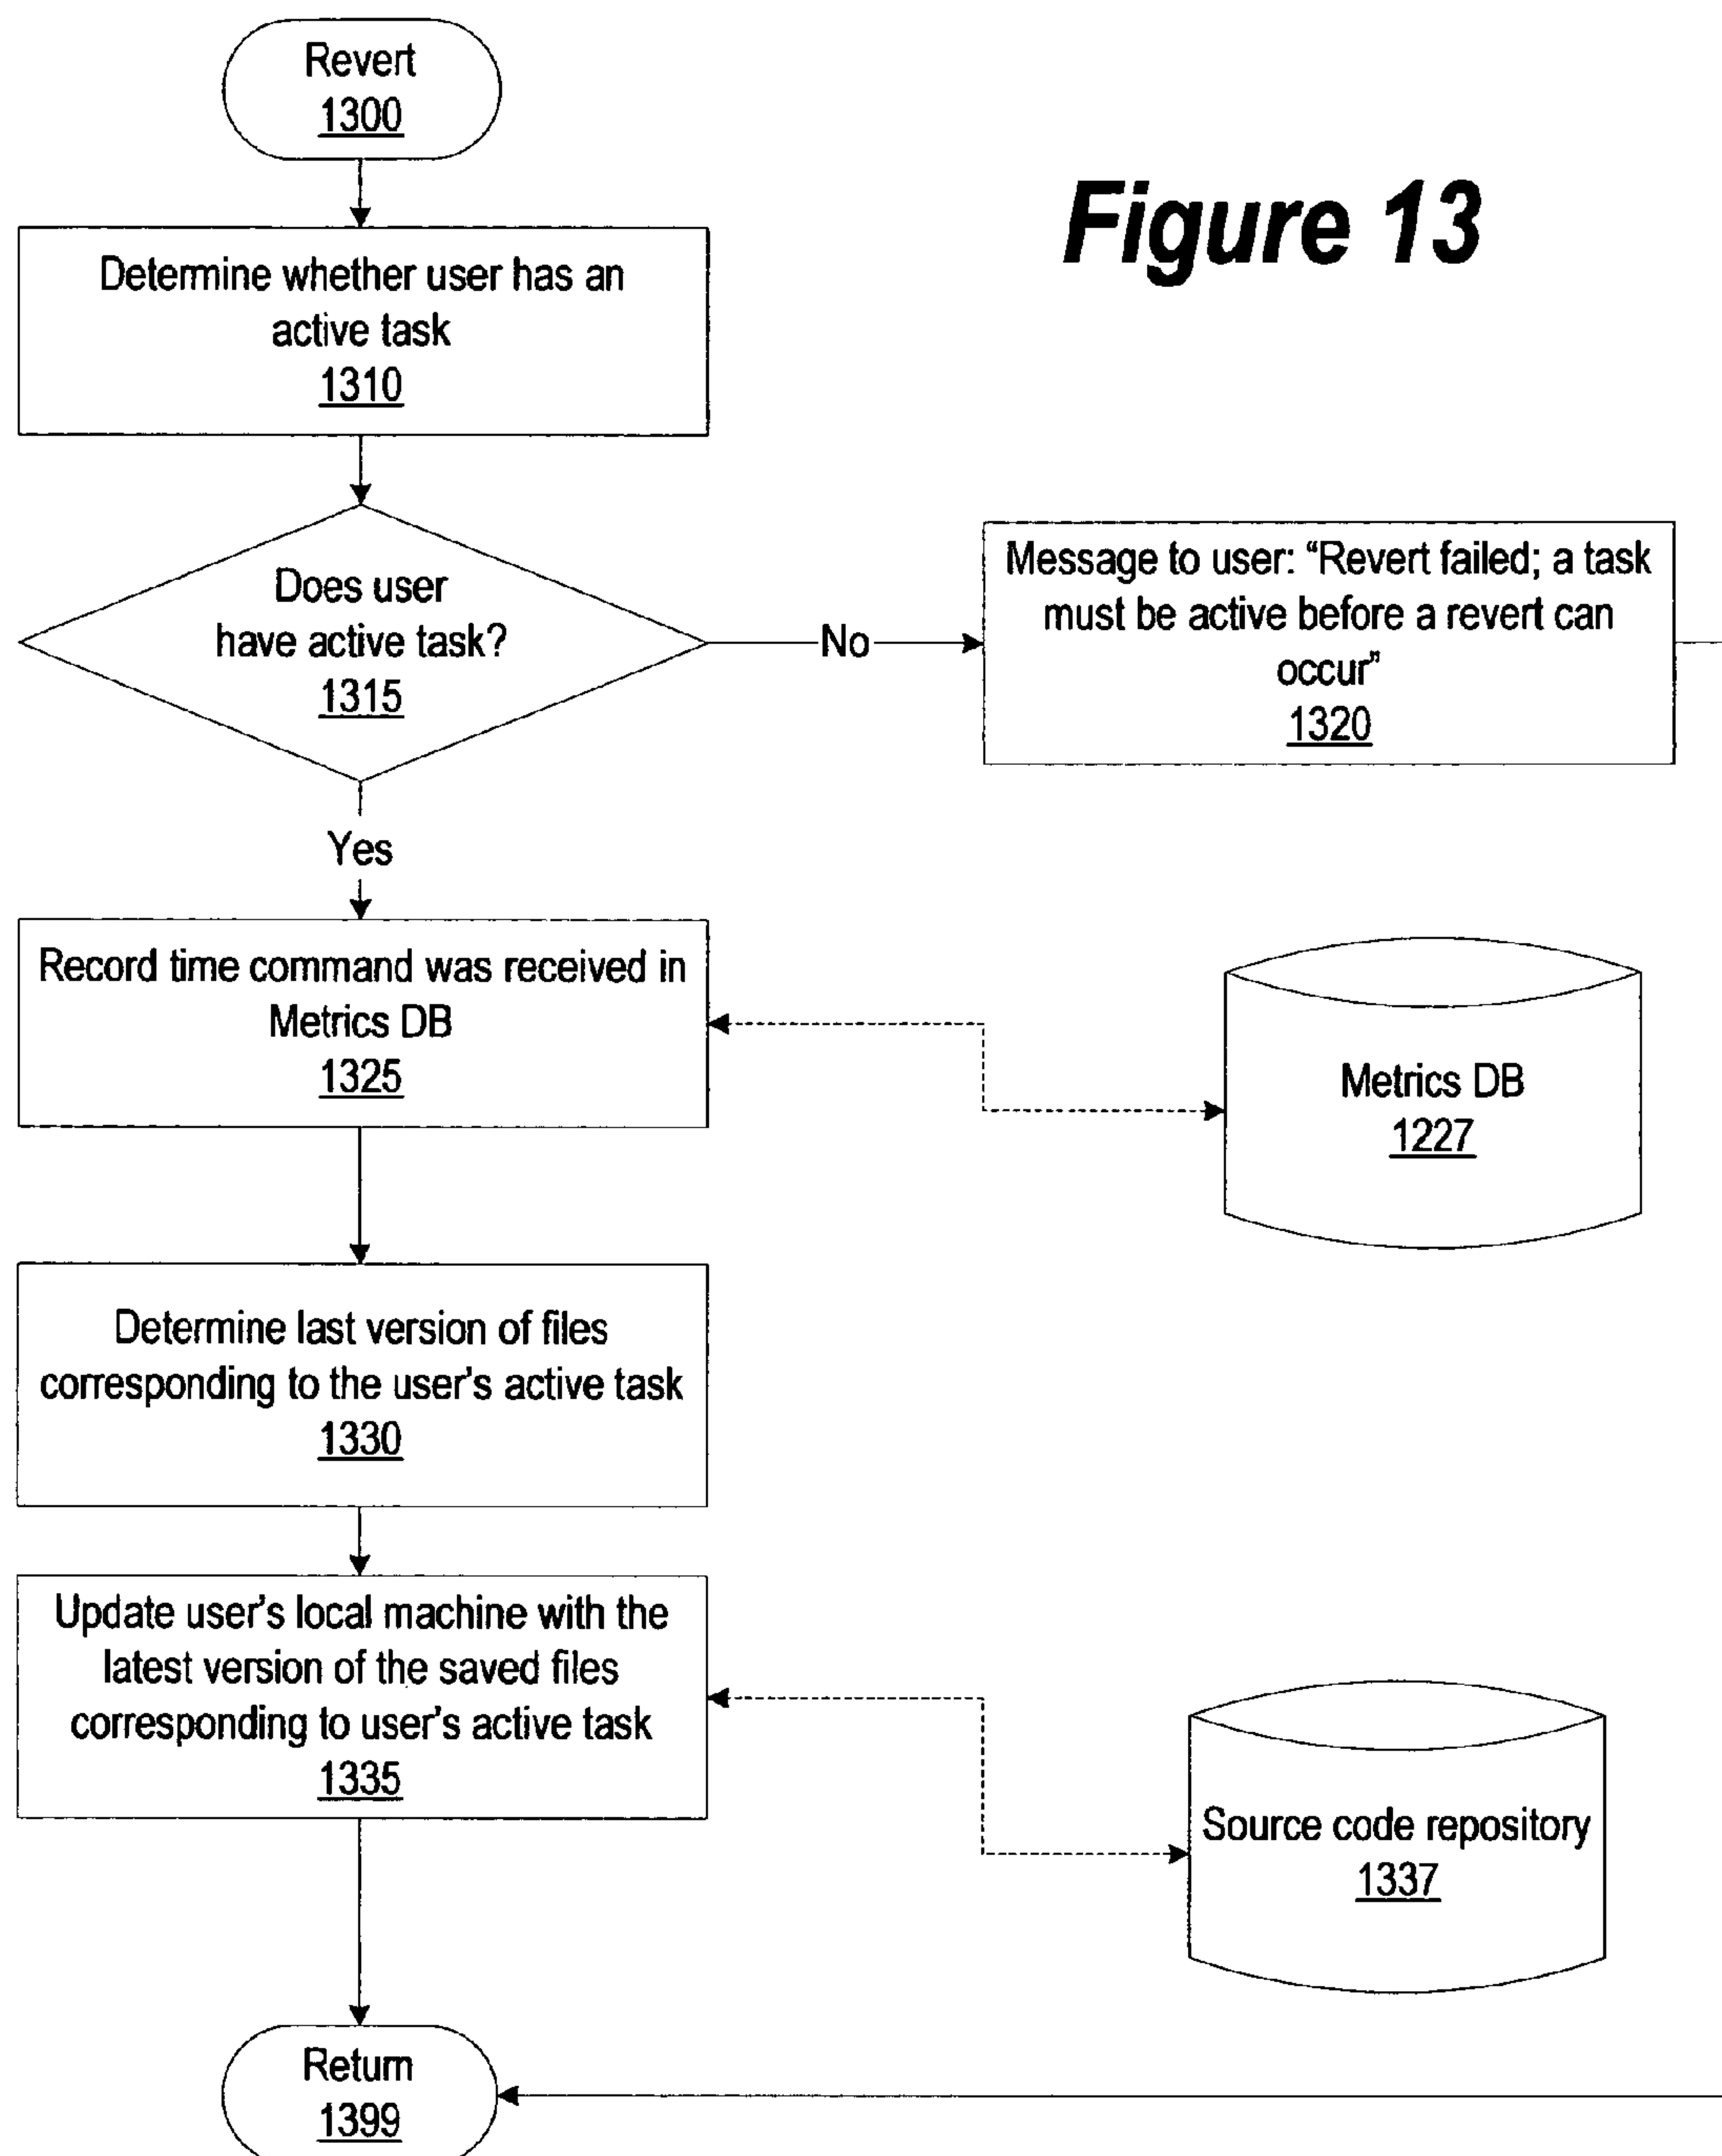 Revert
1300
Figure 13
Determine whether user has an
active task
1310
Does user
have active task?
1315
No
Message to user: “Revert failed; a task
must be active before a revert can
occur”
1320
Yes
Record time command was received in
Metrics DB
1325
Metrics DB
1227
Determine last version of files
corresponding to the user's active task
1330
Update user's local machine with the
latest version of the saved files
corresponding to user's active task
1335
Source code repository
1337
Return
1399